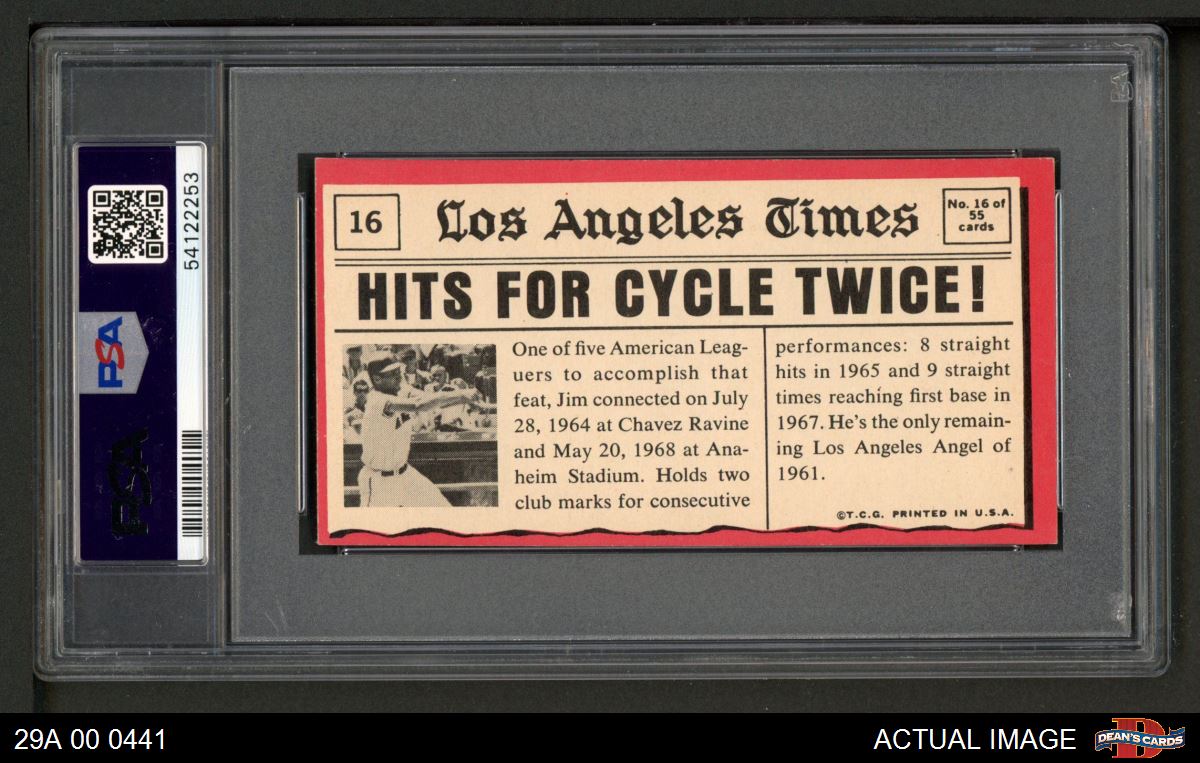 54122253
PSA
PSA
16
Los Angeles Times
No. 16 of
55
cards
HITS FOR CYCLE TWICE!
One of five American Leag-
uers to accomplish that
feat, Jim connected on July
28, 1964 at Chavez Ravine
and May 20, 1968 at Ana-
heim Stadium. Holds two
club marks for consecutive
performances: 8 straight
hits in 1965 and 9 straight
times reaching first base in
1967. He's the only remain-
ing Los Angeles Angel of
1961.
©T.C.G. PRINTED IN U.S.A.
29A 00 0441
ACTUAL IMAGE
DEAN'S CARDS